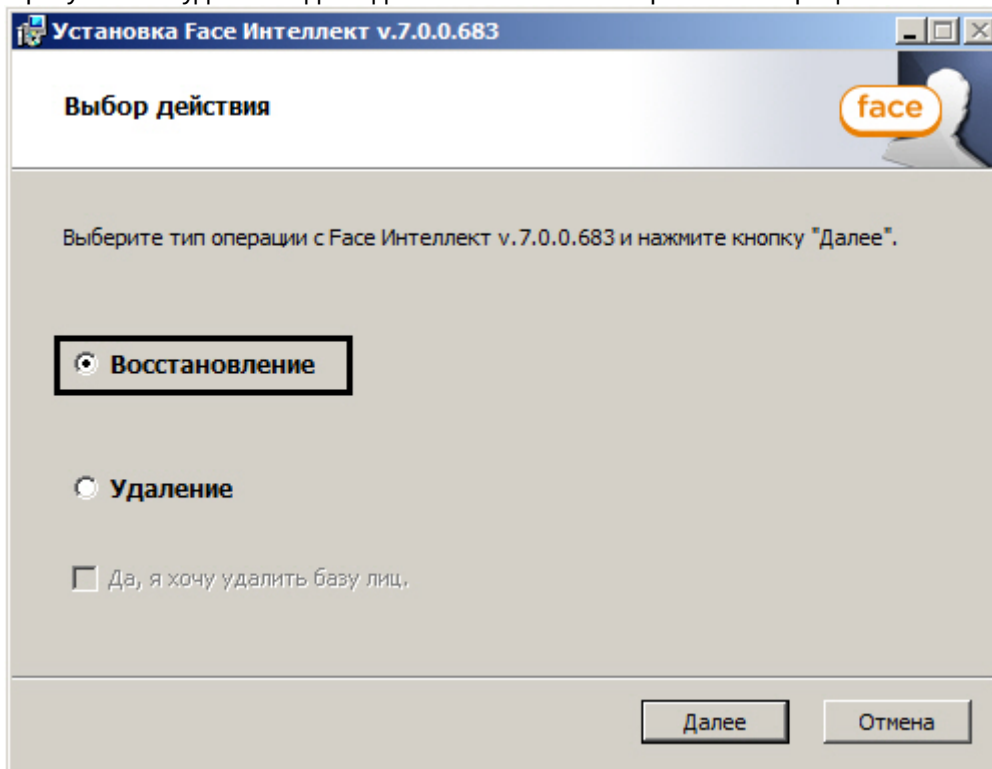 Установка Face Интеллект v.7.0.0.683
Выбор действия
face
Выберите тип операции с Face Интеллект v.7.0.0.683 и нажмите кнопку "Далее".
Восстановление
Удаление
Да, я хочу удалить базу лиц.
Далее
Отмена